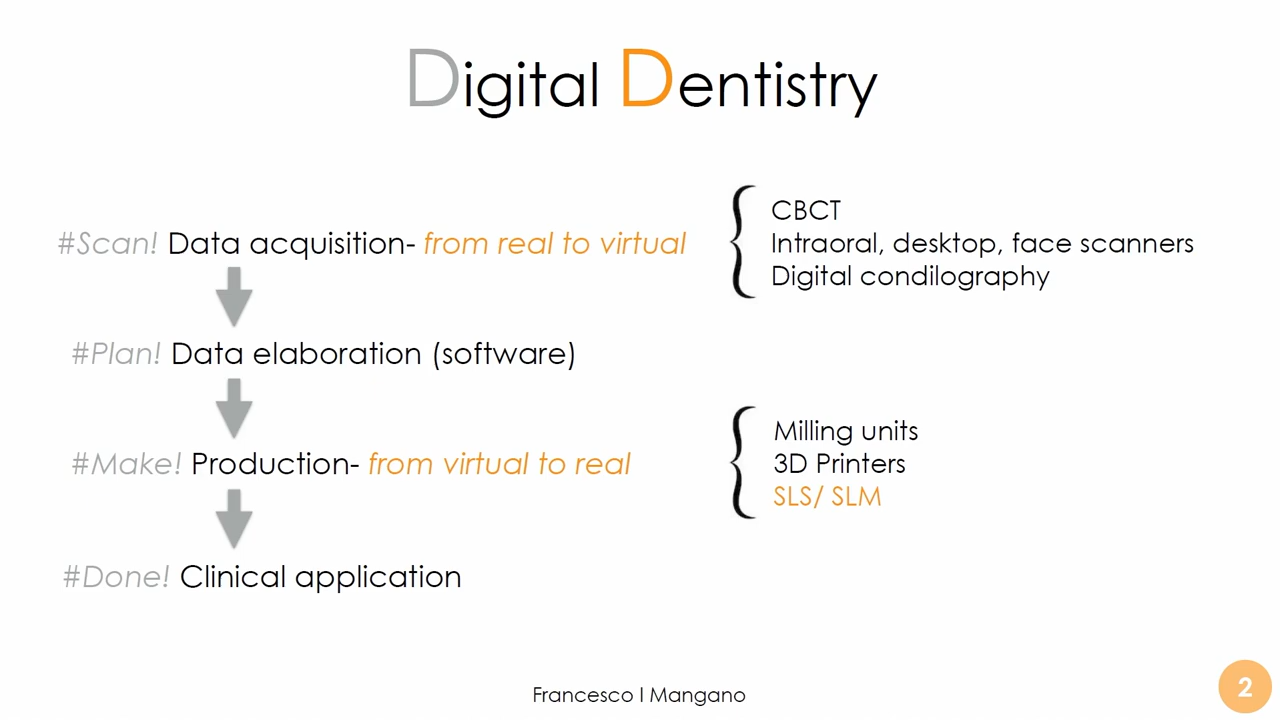 Digital Dentistry
#Scan! Data acquisition- from real to virtual
CBCT
Intraoral, desktop, face scanners
Digital condilography
#Plan! Data elaboration (software)
#Make! Production- from virtual to real
Milling units
3D Printers
SLS/ SLM
#Done! Clinical application
Francesco I Mangano
2